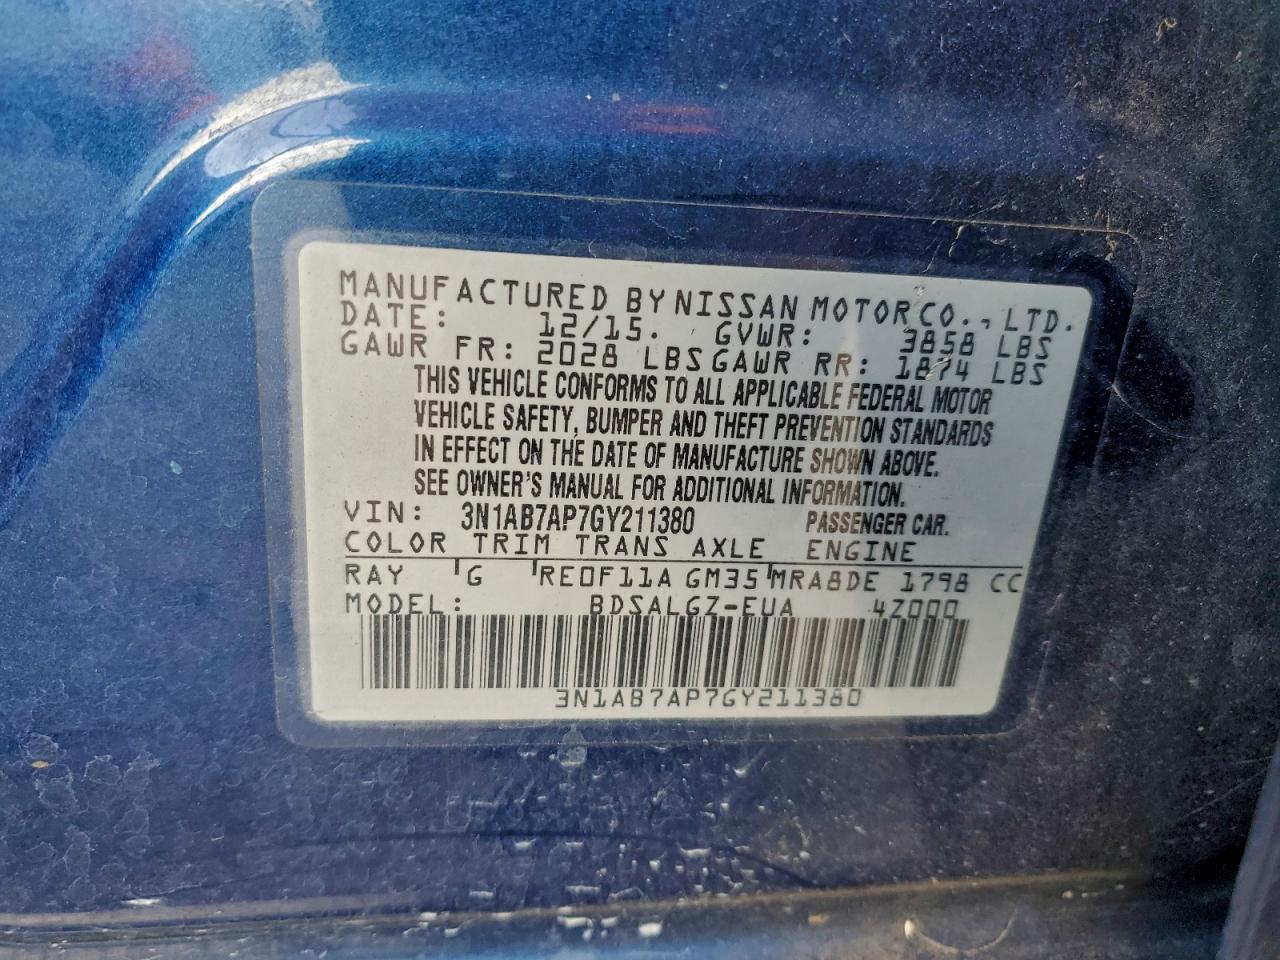 MANUFACTURED BY NISSAN MOTOR CO., LTD.
DATE: 12/15. GVWR: 3858 LBS
GAWR FR: 2028 LBS GAWR RR: 1874 LBS
THIS VEHICLE CONFORMS TO ALL APPLICABLE FEDERAL MOTOR
VEHICLE SAFETY, BUMPER AND THEFT PREVENTION STANDARDS
IN EFFECT ON THE DATE OF MANUFACTURE SHOWN ABOVE.
SEE OWNER'S MANUAL FOR ADDITIONAL INFORMATION.
VIN: 3N1AB7AP7GY211380 PASSENGER CAR.
COLOR TRIM TRANS AXLE ENGINE
RAY G RE0F11A GM35 MRA8DE 1798 CC
MODEL: BDSALGZ-EUA 4Z000
3N1AB7AP7GY211380